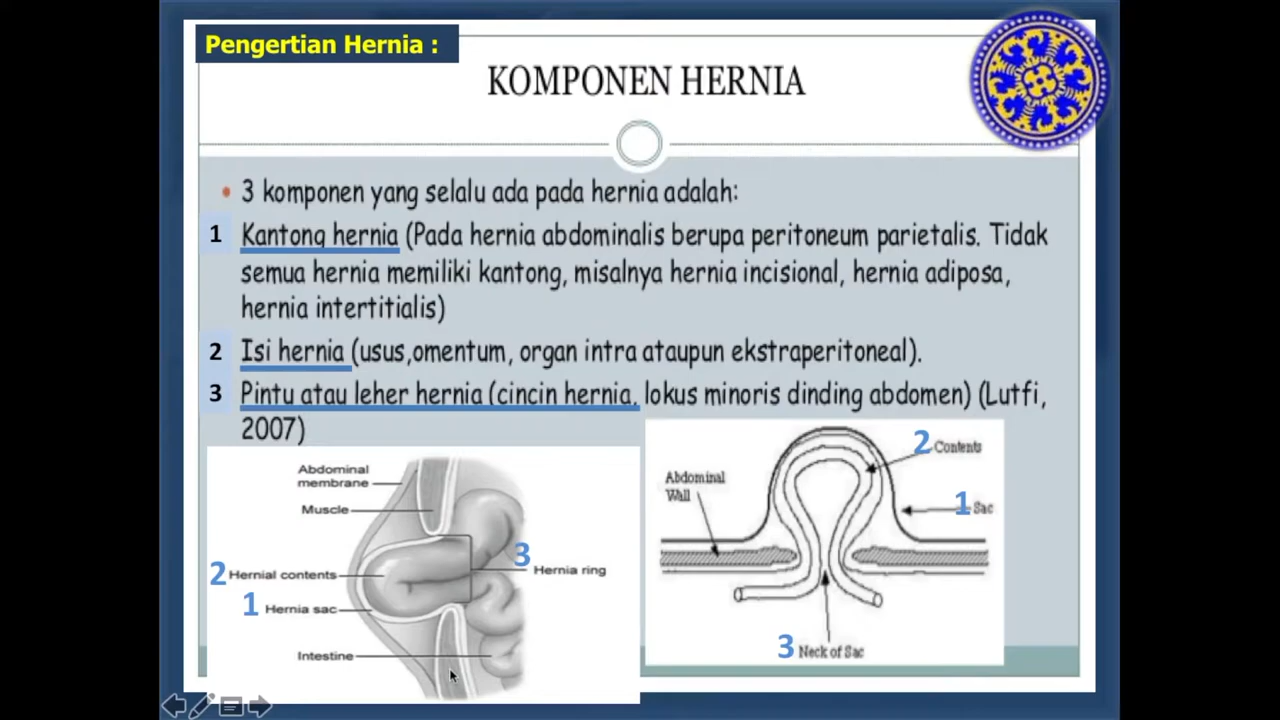 Pengertian Hernia :
KOMPONEN HERNIA
• 3 komponen yang selalu ada pada hernia adalah:
1 Kantong hernia (Pada hernia abdominalis berupa peritoneum parietalis. Tidak
semua hernia memiliki kantong, misalnya hernia incisional, hernia adiposa,
hernia intertitialis)
2 Isi hernia (usus,omentum, organ intra ataupun ekstraperitoneal).
3 Pintu atau leher hernia (cincin hernia, lokus minoris dinding abdomen) (Lutfi,
2007)
Abdominal
membrane
Muscle
3 Hernia ring
2 Hernial contents
1 Hernia sac
Intestine
2 Contents
Abdominal
Wall
1 Sac
3 Neck of Sac